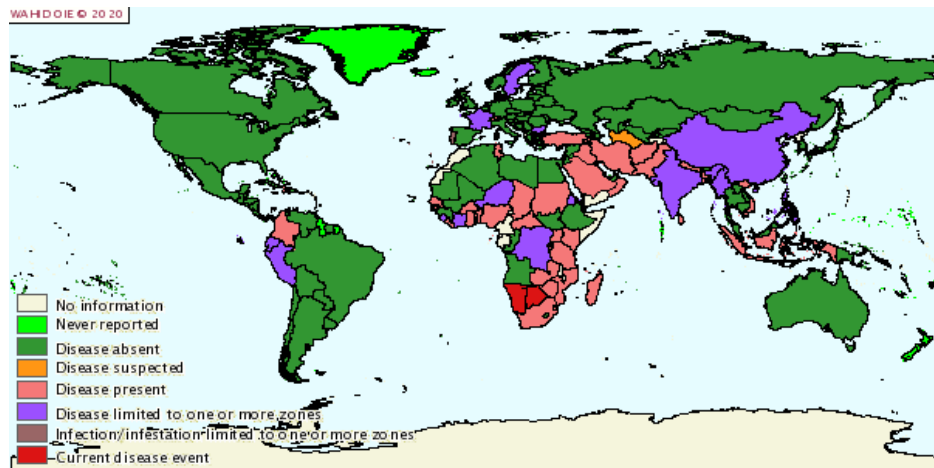 WAHID OIE © 2020
No information
Never reported
Disease absent
Disease suspected
Disease present
Disease limited to one or more zones
Infection/infestation limited to one or more zones
Current disease event